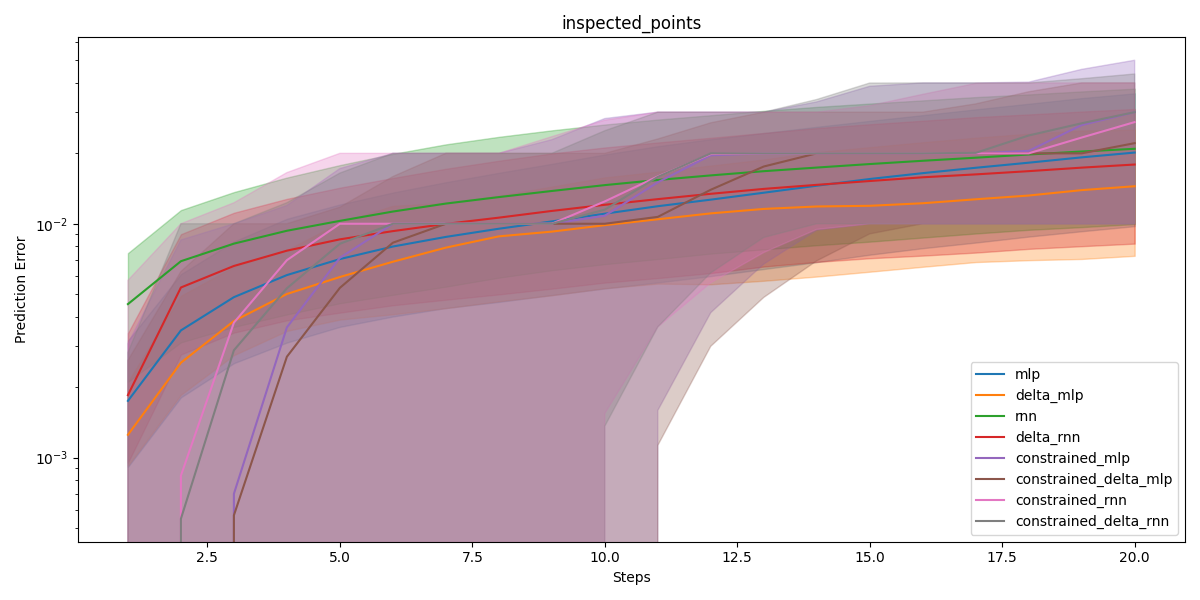 inspected_points
Prediction Error
10⁻²
10⁻³
2.5 5.0 7.5 10.0 12.5 15.0 17.5 20.0
Steps
mlp
delta_mlp
rnn
delta_rnn
constrained_mlp
constrained_delta_mlp
constrained_rnn
constrained_delta_rnn